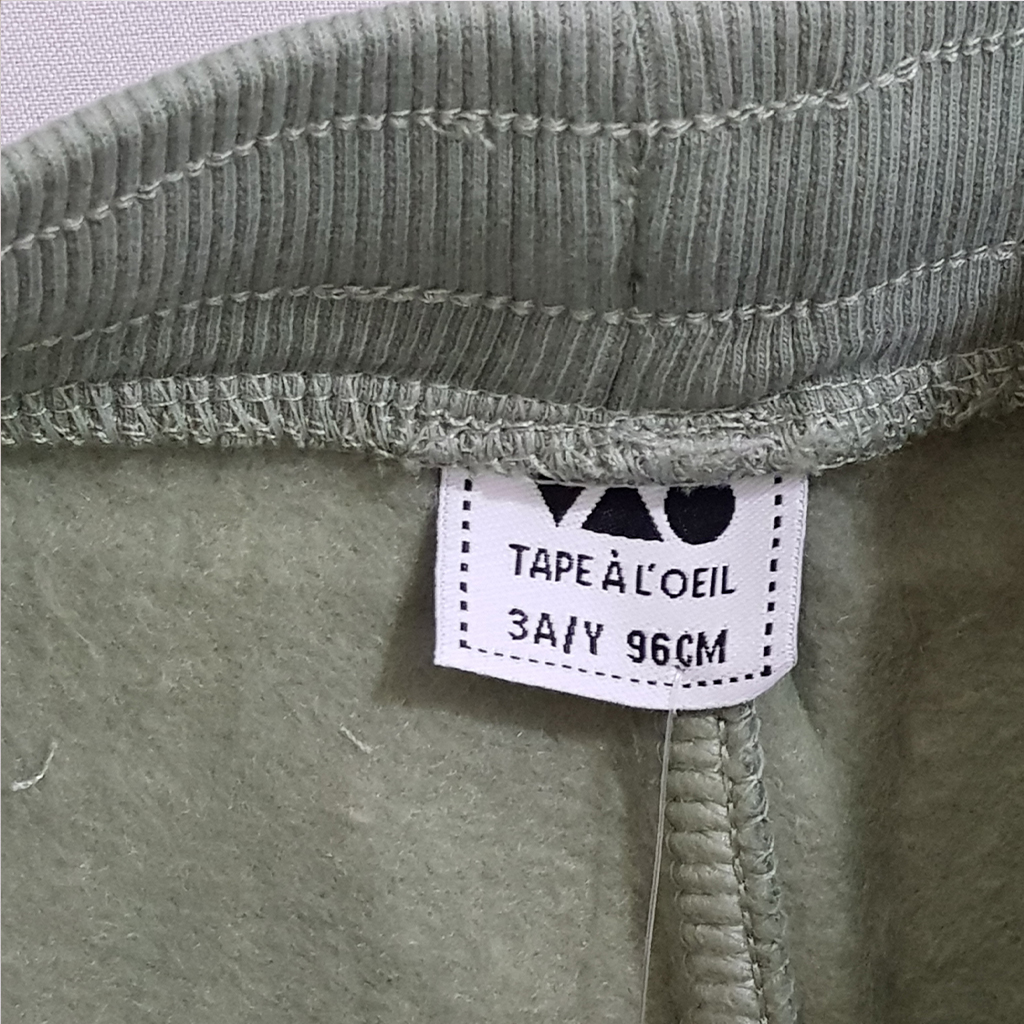 TAPE À L'OEIL
3A/Y 96CM